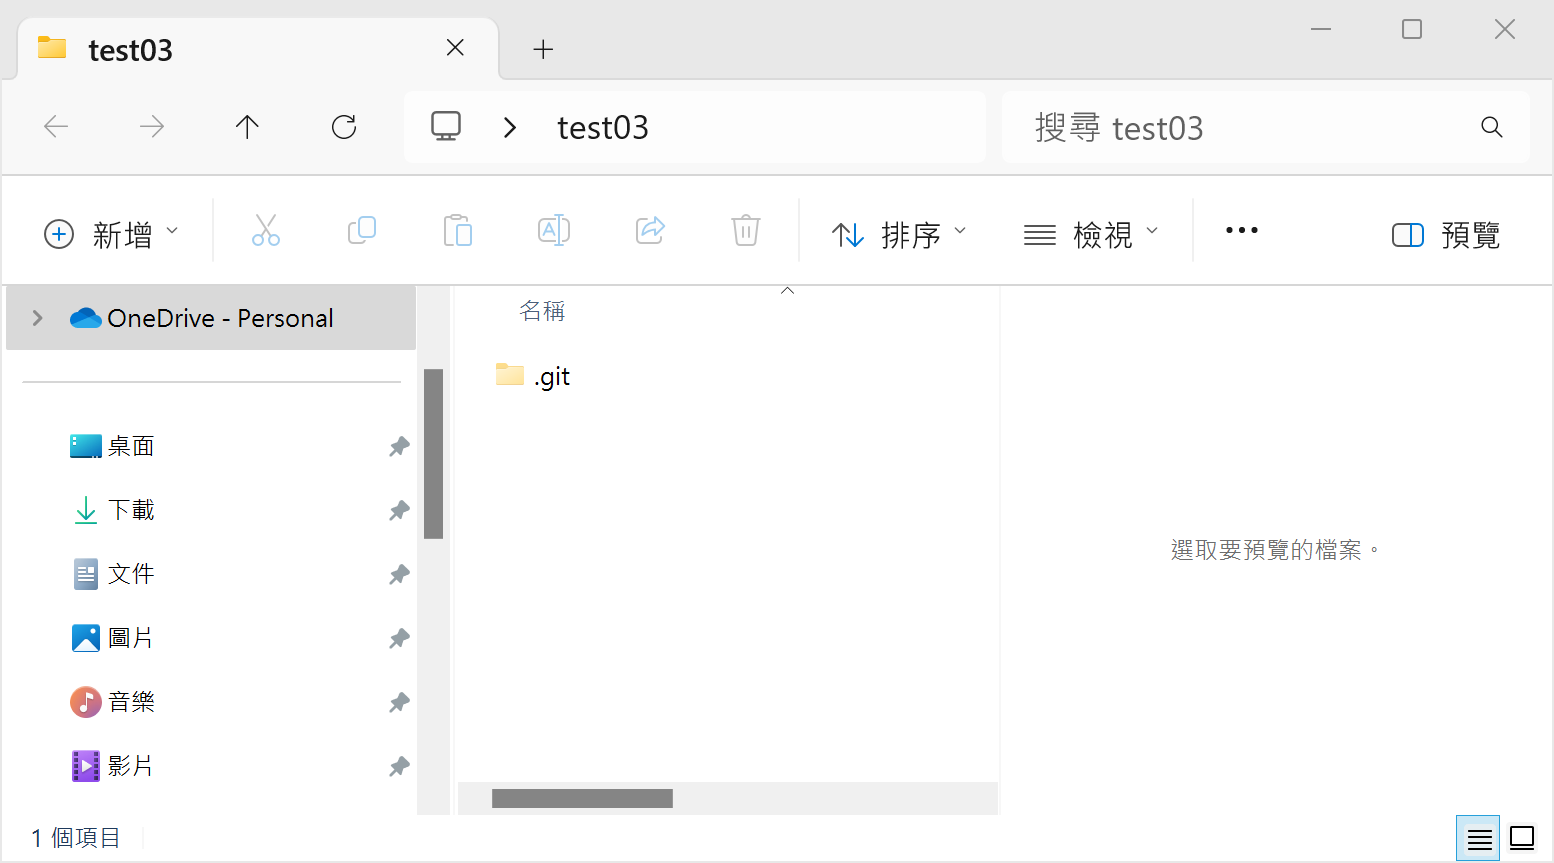 test03
test03
搜尋 test03
新增
排序
檢視
預覽
OneDrive - Personal
桌面
下載
文件
圖片
音樂
影片
名稱
.git
選取要預覽的檔案。
1 個項目